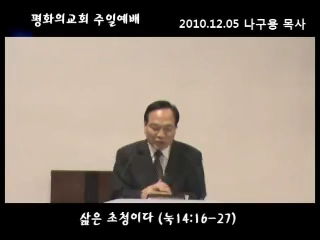 평화의교회 주일예배
2010.12.05 나구용 목사
삶은 초청이다 (눅14:16-27)